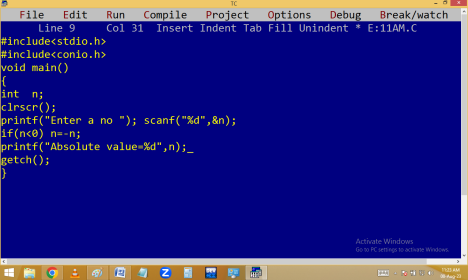 TC
File Edit Run Compile Project Options Debug Break/watch
Line 9 Col 31 Insert Indent Tab Fill Unindent * E:11AM.C
#include<stdio.h>
#include<conio.h>
void main()
{
int n;
clrscr();
printf("Enter a no "); scanf("%d",&n);
if(n<0) n=-n;
printf("Absolute value=%d",n);_
getch();
}
Activate Windows
Go to PC settings to activate Windows.